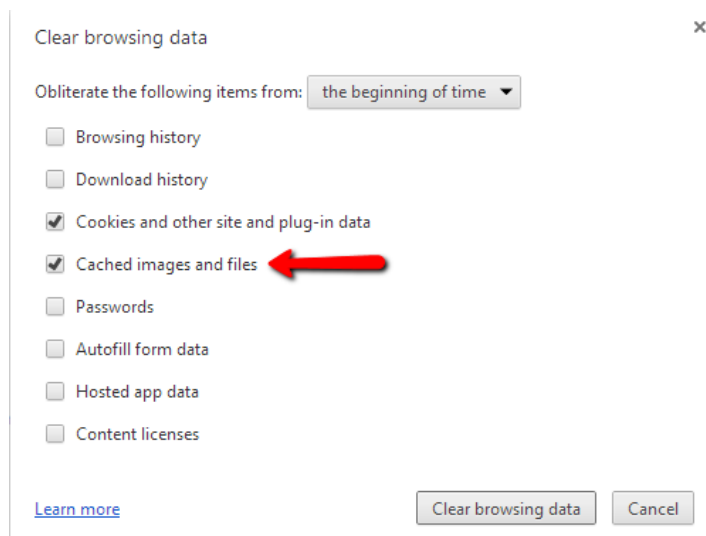 Clear browsing data
Obliterate the following items from: the beginning of time
Browsing history
Download history
Cookies and other site and plug-in data
Cached images and files
Passwords
Autofill form data
Hosted app data
Content licenses
Learn more Clear browsing data Cancel